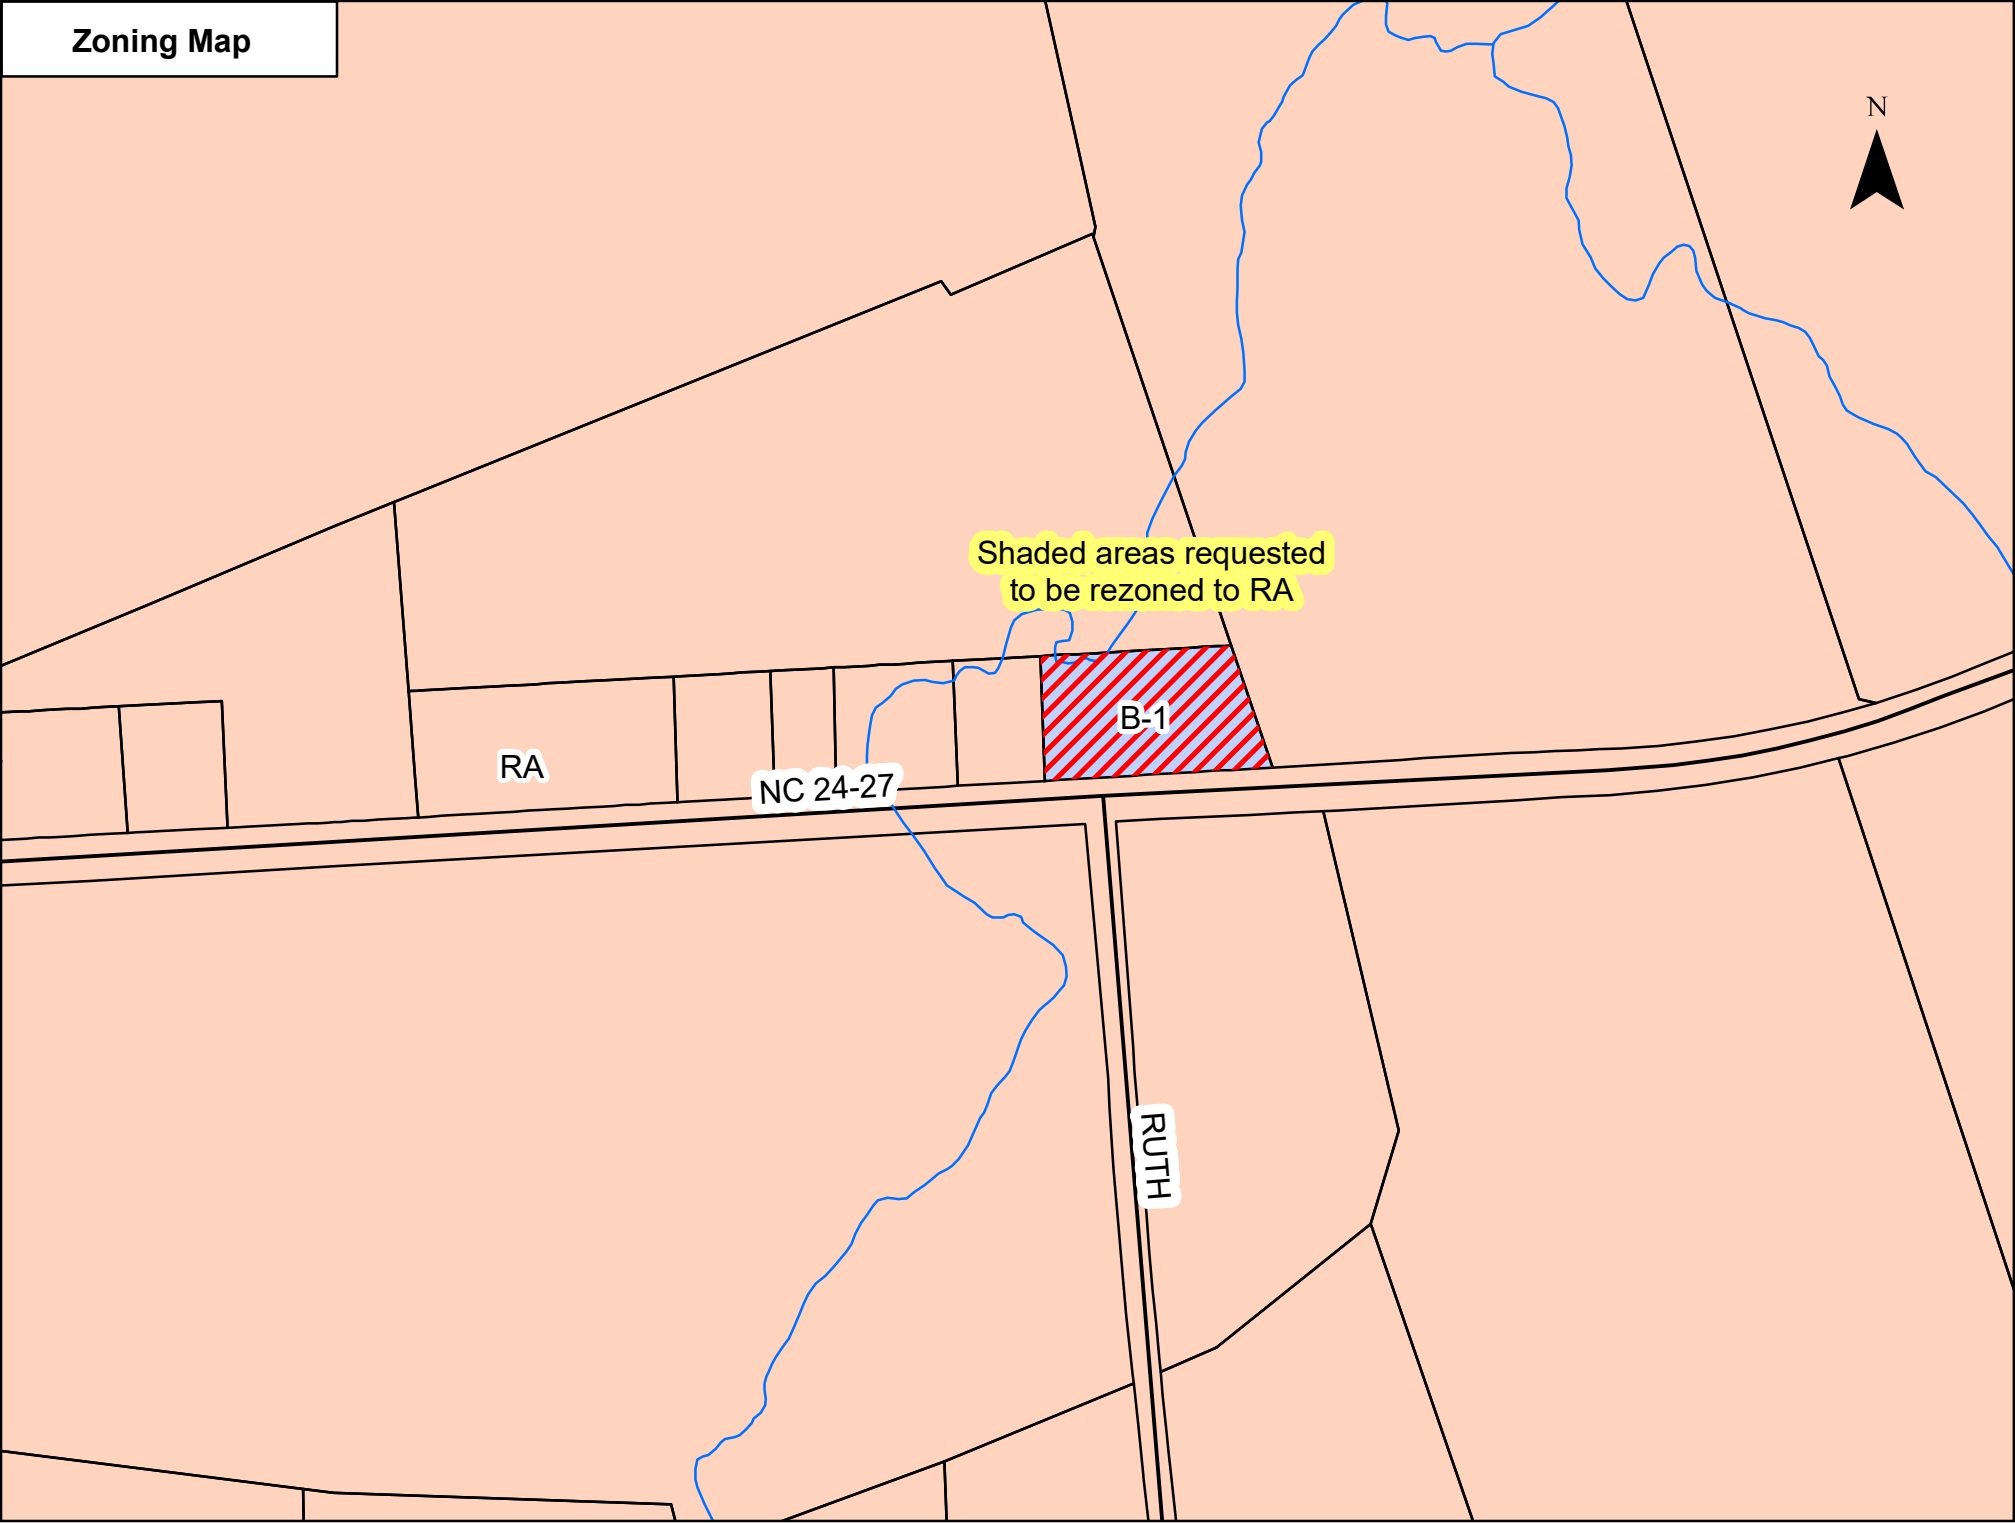 Zoning Map
N
Shaded areas requested
to be rezoned to RA
B-1
RA
NC 24-27
RUTH